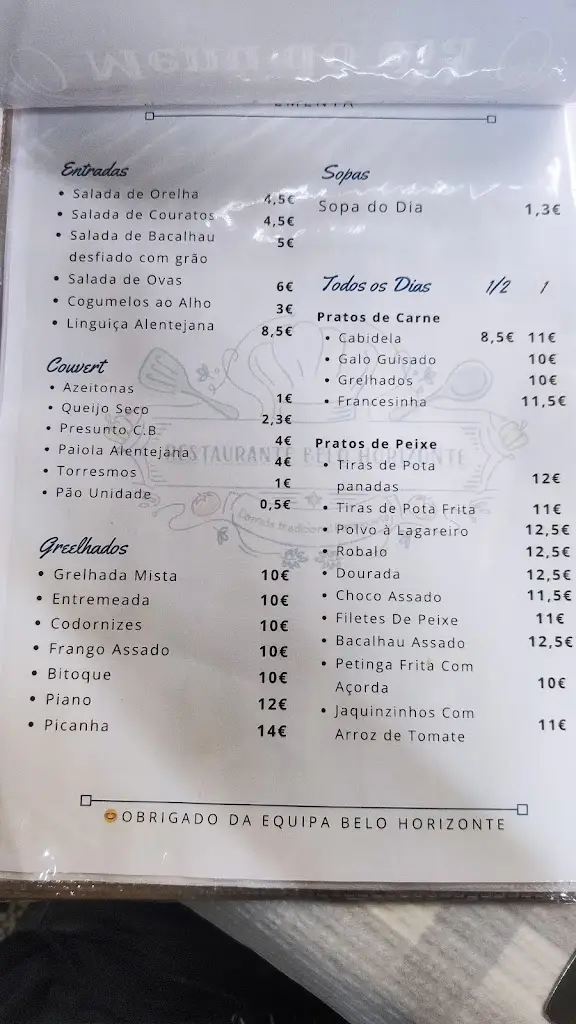 EMENTA
Entradas
• Salada de Orelha 4,5€
• Salada de Couratos 4,5€
• Salada de Bacalhau 5€
desfiado com grão
• Salada de Ovas 6€
• Cogumelos ao Alho 3€
• Linguiça Alentejana 8,5€
Couvert
• Azeitonas 1€
• Queijo Seco 2,3€
• Presunto C.B 4€
• Paiola Alentejana 4€
• Torresmos 1€
• Pão Unidade 0,5€
Greelhados
• Grelhada Mista 10€
• Entremeada 10€
• Codornizes 10€
• Frango Assado 10€
• Bitoque 10€
• Piano 12€
• Picanha 14€
Sopas
Sopa do Dia 1,3€
Todos os Dias 1/2 1
Pratos de Carne
• Cabidela 8,5€ 11€
• Galo Guisado 10€
• Grelhados 10€
• Francesinha 11,5€
Pratos de Peixe
• Tiras de Pota
panadas 12€
• Tiras de Pota Frita 11€
• Polvo à Lagareiro 12,5€
• Robalo 12,5€
• Dourada 12,5€
• Choco Assado 11,5€
• Filetes De Peixe 11€
• Bacalhau Assado 12,5€
• Petinga Frita Com
Açorda 10€
• Jaquinzinhos Com
Arroz de Tomate 11€
RESTAURANTE BELO HORIZONTE
Comida tradicional
OBRIGADO DA EQUIPA BELO HORIZONTE